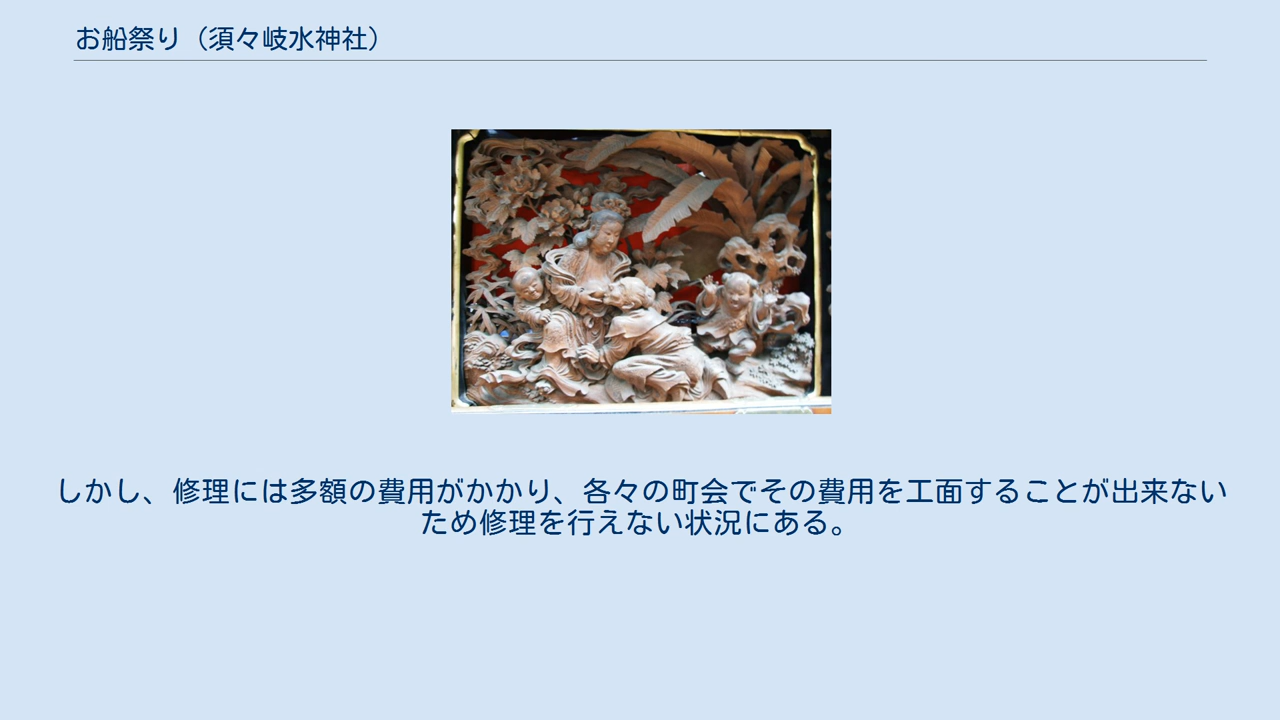 お船祭り（須々岐水神社）
しかし、修理には多額の費用がかかり、各々の町会でその費用を工面することが出来ない
ため修理を行えない状況にある。